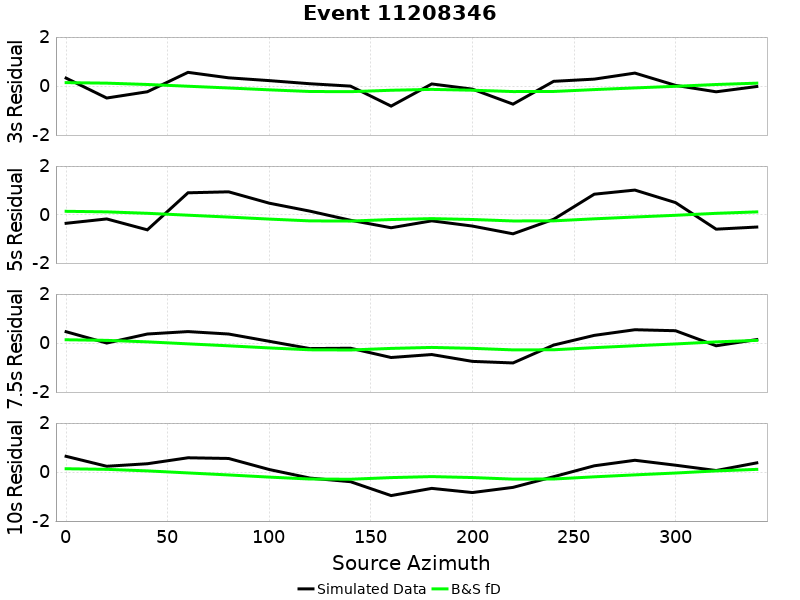 Event 11208346
3s Residual
2
0
-2
5s Residual
2
0
-2
7.5s Residual
2
0
-2
10s Residual
2
0
-2
0 50 100 150 200 250 300
Source Azimuth
Simulated Data B&S fD